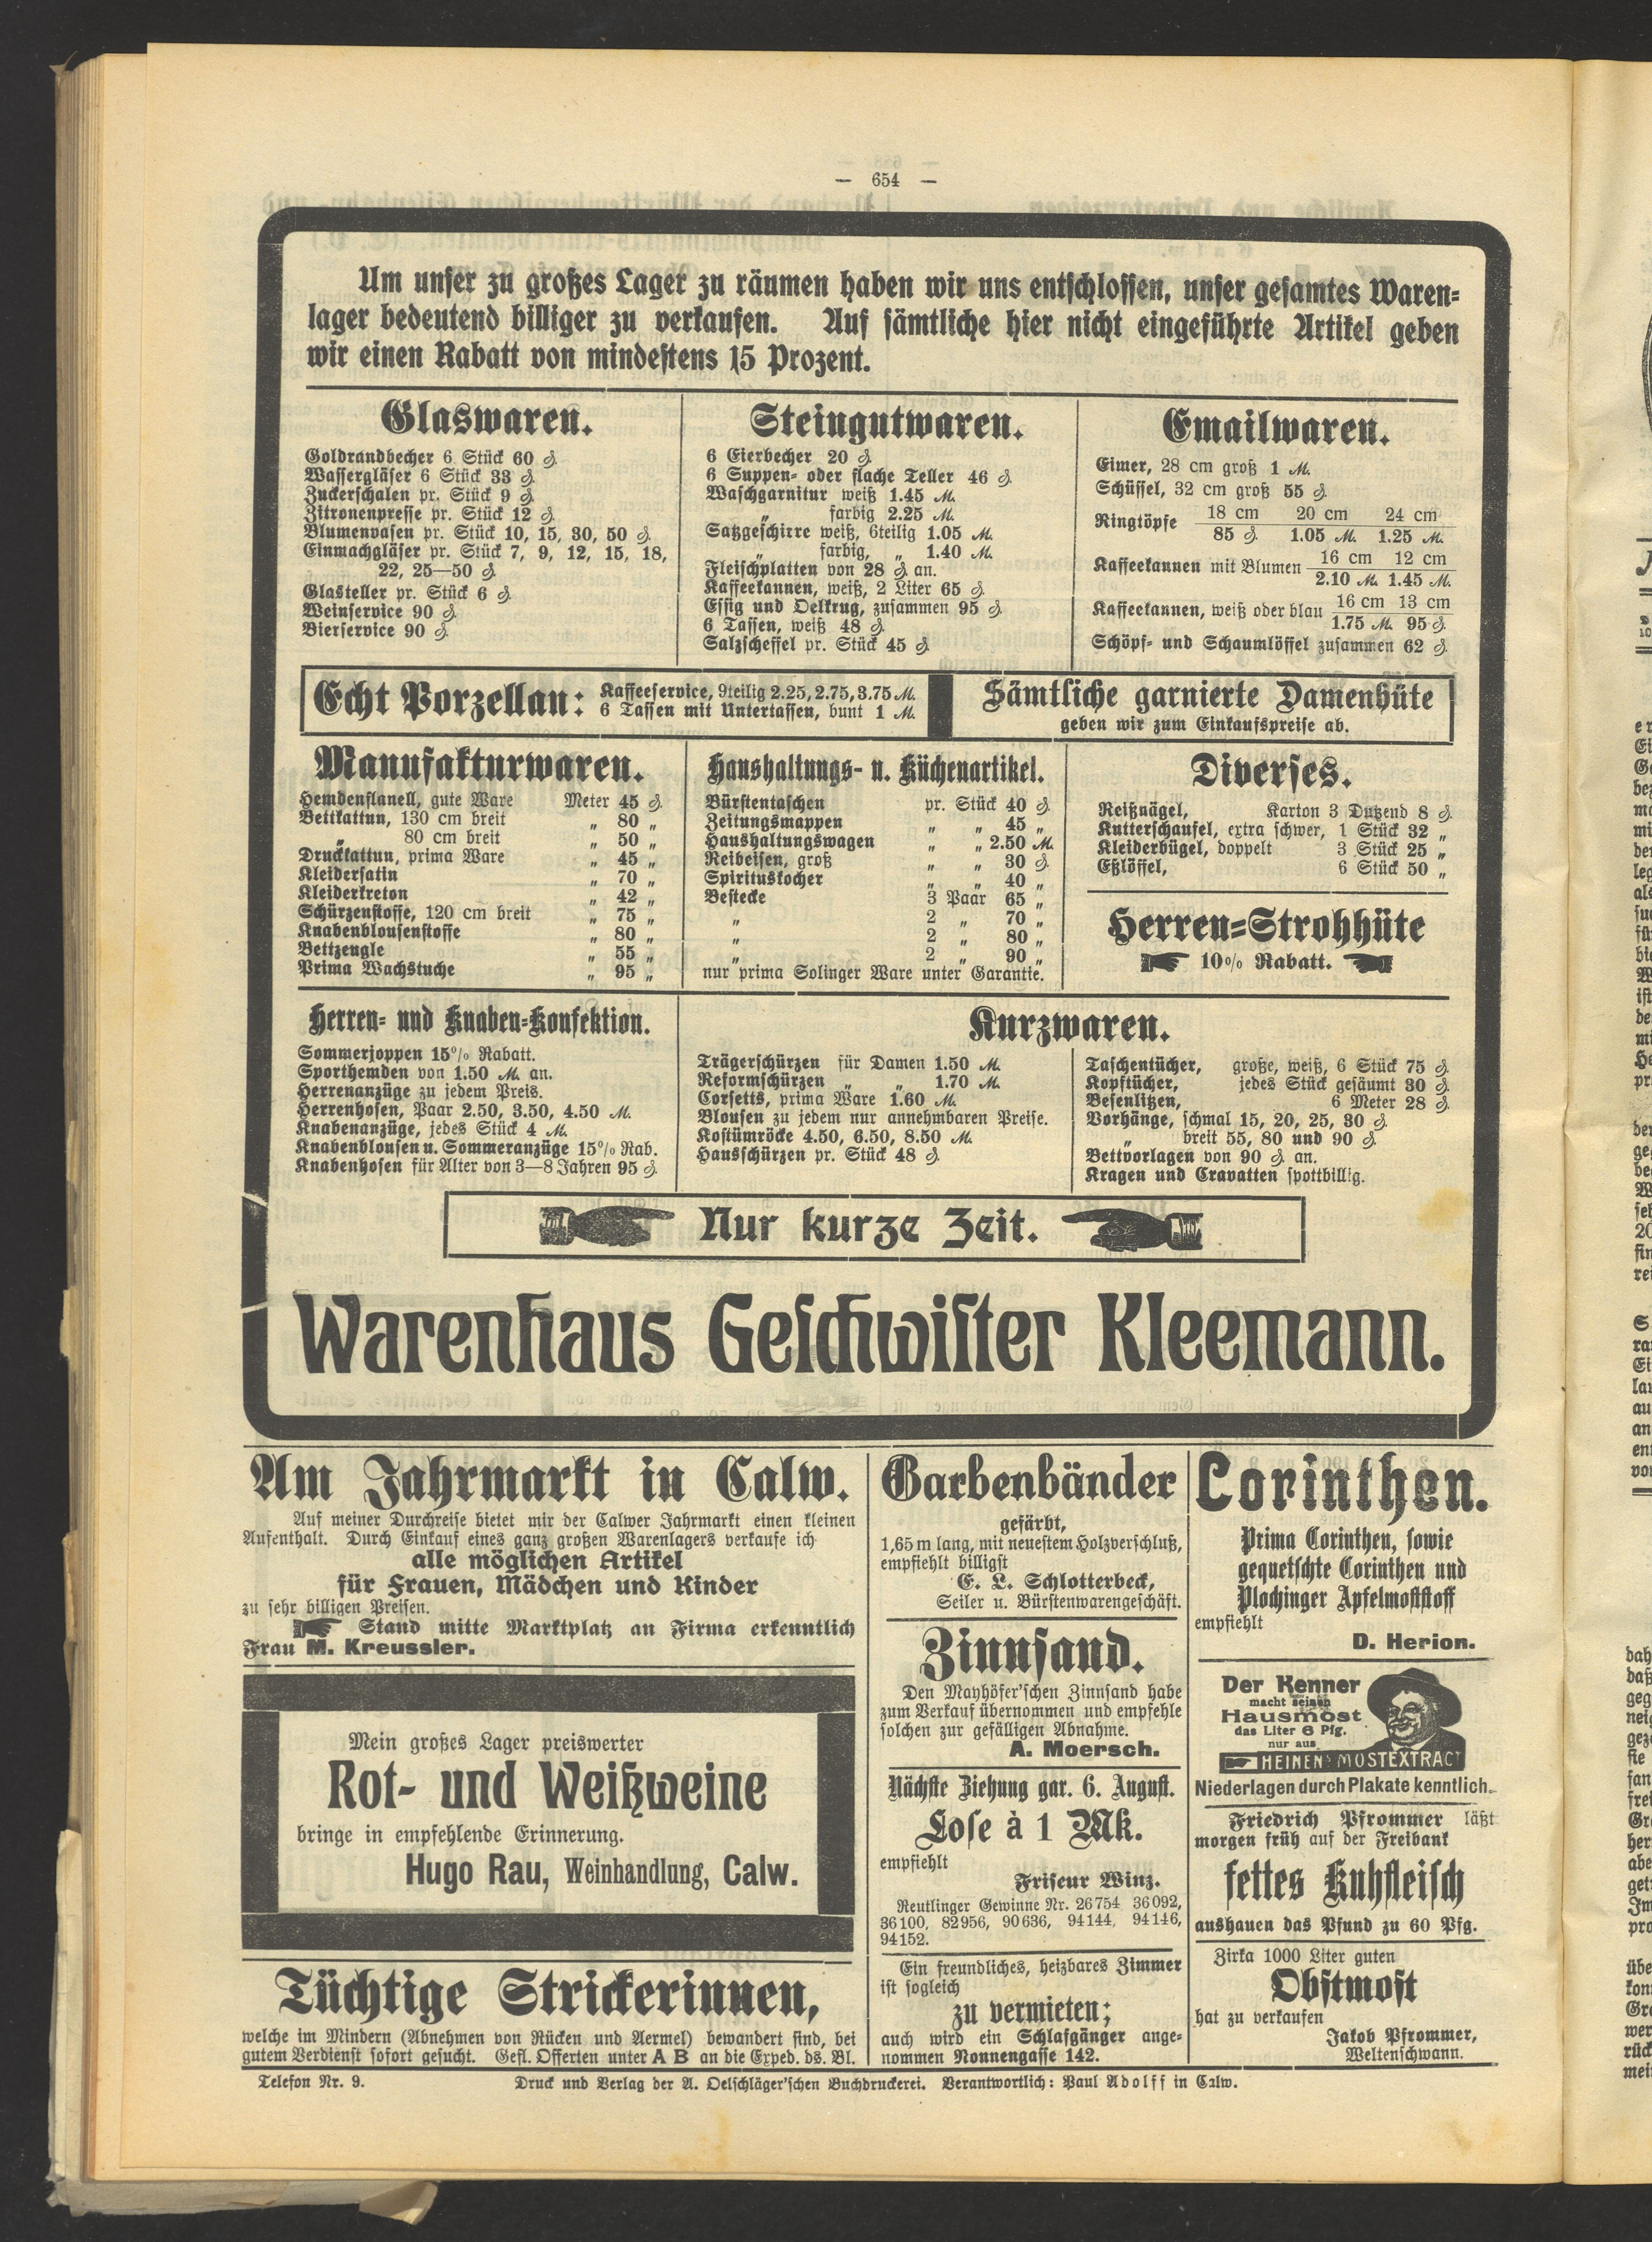 — 654 —
Um unser zu großes Lager zu räumen haben wir uns entschlossen, unser gesamtes Waren-
lager bedeutend billiger zu verkaufen. Auf sämtliche hier nicht eingeführte Artikel geben
wir einen Rabatt von mindestens 15 Prozent.
Glaswaren.
Goldrandbecher 6 Stück 60 ₰.
Wassergläser 6 Stück 33 ₰.
Zuckerschalen pr. Stück 9 ₰.
Zitronenpresse pr. Stück 12 ₰.
Blumenvasen pr. Stück 10, 15, 30, 50 ₰.
Einmachgläser pr. Stück 7, 9, 12, 15, 18,
22, 25—50 ₰.
Glasteller pr. Stück 6 ₰.
Weinservice 90 ₰.
Bierservice 90 ₰.
Steingutwaren.
6 Eierbecher 20 ₰.
6 Suppen- oder flache Teller 46 ₰.
Waschgarnitur weiß 1.45 M.
„ farbig 2.25 M.
Satzgeschirre weiß, 6teilig 1.05 M.
„ farbig, „ 1.40 M.
Fleischplatten von 28 ₰. an.
Kaffeekannen, weiß, 2 Liter 65 ₰.
Essig und Oelkrug, zusammen 95 ₰.
6 Tassen, weiß 48 ₰.
Salzscheffel pr. Stück 45 ₰.
Emailwaren.
Eimer, 28 cm groß 1 M.
Schüssel, 32 cm groß 55 ₰.
Ringtöpfe 18 cm 20 cm 24 cm
85 ₰. 1.05 M. 1.25 M.
Kaffeekannen mit Blumen 16 cm 12 cm
2.10 M. 1.45 M.
Kaffeekannen, weiß oder blau 16 cm 13 cm
1.75 M. 95 ₰.
Schöpf- und Schaumlöffel zusammen 62 ₰.
Echt Porzellan: Kaffeeservice, 9teilig 2.25, 2.75, 3.75 M.
6 Tassen mit Untertassen, bunt 1 M.
Sämtliche garnierte Damenhüte
geben wir zum Einkaufspreise ab.
Manufakturwaren.
Hemdenflanell, gute Ware Meter 45 ₰.
Bettkattun, 130 cm breit „ 80 „
„ 80 cm breit „ 50 „
Druckkattun, prima Ware „ 45 „
Kleidersatin „ 70 „
Kleiderkreton „ 42 „
Schürzenstoffe, 120 cm breit „ 75 „
Knabenblousenstoffe „ 80 „
Bettzeugle „ 55 „
Prima Wachstuche „ 95 „
Haushaltungs- u. Küchenartikel.
Bürstentaschen pr. Stück 40 ₰.
Zeitungsmappen „ „ 45 „
Haushaltungswagen „ „ 2.50 M.
Reibeisen, groß „ „ 30 ₰.
Spirituskocher „ „ 40 „
Bestecke 3 Paar 65 „
„ 2 „ 70 „
„ 2 „ 80 „
„ 2 „ 90 „
nur prima Solinger Ware unter Garantie.
Diverses.
Reißnägel, Karton 3 Dutzend 8 ₰.
Kutterschaufel, extra schwer, 1 Stück 32 „
Kleiderbügel, doppelt 3 Stück 25 „
Eßlöffel, 6 Stück 50 „
Herren-Strohhüte
10% Rabatt.
Herren- und Knaben-Konfektion.
Sommerjoppen 15% Rabatt.
Sporthemden von 1.50 M. an.
Herrenanzüge zu jedem Preis.
Herrenhosen, Paar 2.50, 3.50, 4.50 M.
Knabenanzüge, jedes Stück 4 M.
Knabenblousen u. Sommeranzüge 15% Rab.
Knabenhosen für Alter von 3—8 Jahren 95 ₰.
Kurzwaren.
Trägerschürzen für Damen 1.50 M.
Reformschürzen „ „ 1.70 M.
Corsetts, prima Ware 1.60 M.
Blousen zu jedem nur annehmbaren Preise.
Kostümröcke 4.50, 6.50, 8.50 M.
Hausschürzen pr. Stück 48 ₰.
Taschentücher, große, weiß, 6 Stück 75 ₰.
Kopftücher, jedes Stück gesäumt 30 ₰.
Besenlitzen, 6 Meter 28 ₰.
Vorhänge, schmal 15, 20, 25, 30 ₰.
„ breit 55, 80 und 90 ₰.
Bettvorlagen von 90 ₰. an.
Kragen und Cravatten spottbillig.
Nur kurze Zeit.
Warenhaus Geschwister Kleemann.
Am Jahrmarkt in Calw.
Auf meiner Durchreise bietet mir der Calwer Jahrmarkt einen kleinen
Aufenthalt. Durch Einkauf eines ganz großen Warenlagers verkaufe ich
alle möglichen Artikel
für Frauen, Mädchen und Kinder
zu sehr billigen Preisen.
Stand mitte Marktplatz an Firma erkenntlich
Frau M. Kreussler.
Mein großes Lager preiswerter
Rot- und Weißweine
bringe in empfehlende Erinnerung.
Hugo Rau, Weinhandlung, Calw.
Tüchtige Strickerinnen,
welche im Mindern (Abnehmen von Rücken und Aermel) bewandert sind, bei
gutem Verdienst sofort gesucht. Gefl. Offerten unter A B an die Exped. ds. Bl.
Garbenbänder
gefärbt,
1,65 m lang, mit neuestem Holzverschluß,
empfiehlt billigst
E. L. Schlotterbeck,
Seiler u. Bürstenwarengeschäft.
Zinnsand.
Den Mayhöfer'schen Zinnsand habe
zum Verkauf übernommen und empfehle
solchen zur gefälligen Abnahme.
A. Moersch.
Nächste Ziehung gar. 6. August.
Lose à 1 Mk.
empfiehlt
Friseur Winz.
Reutlinger Gewinne Nr. 26754 36092,
36100, 82956, 90636, 94144, 94146,
94152.
Ein freundliches, heizbares Zimmer
ist sogleich
zu vermieten;
auch wird ein Schlafgänger ange-
nommen Nonnengasse 142.
Corinthen.
Prima Corinthen, sowie
gequetschte Corinthen und
Plochinger Apfelmoststoff
empfiehlt
D. Herion.
Der Kenner
macht seinen
Hausmost
das Liter 6 Pfg.
nur aus
HEINEN'S MOSTEXTRACT
Niederlagen durch Plakate kenntlich.
Friedrich Pfrommer läßt
morgen früh auf der Freibank
fettes Kuhfleisch
aushauen das Pfund zu 60 Pfg.
Zirka 1000 Liter guten
Obstmost
hat zu verkaufen
Jakob Pfrommer,
Weltenschwann.
Telefon Nr. 9. Druck und Verlag der A. Oelschläger'schen Buchdruckerei. Verantwortlich: Paul Adolff in Calw.